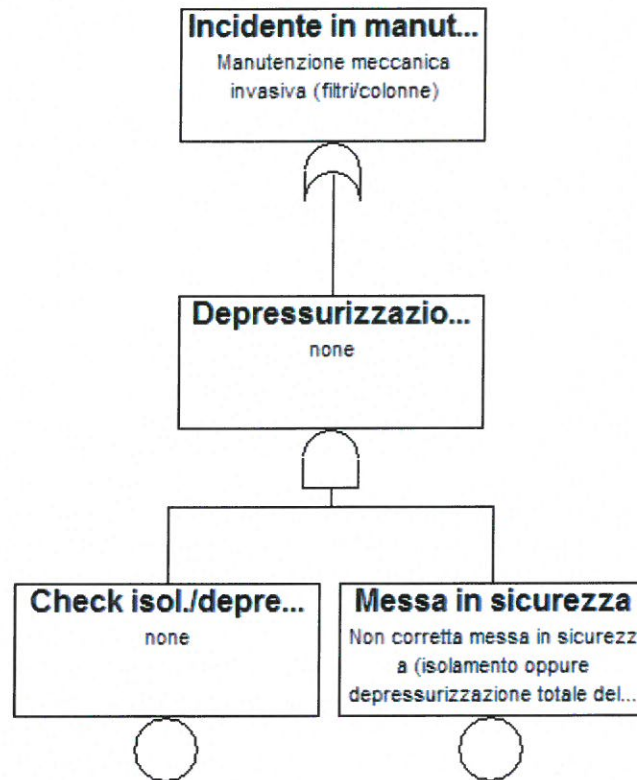 Incidente in manut...
Manutenzione meccanica
invasiva (filtri/colonne)
Depressurizzazio...
none
Check isol./depre...
none
Messa in sicurezza
Non corretta messa in sicurezz
a (isolamento oppure
depressurizzazione totale del...